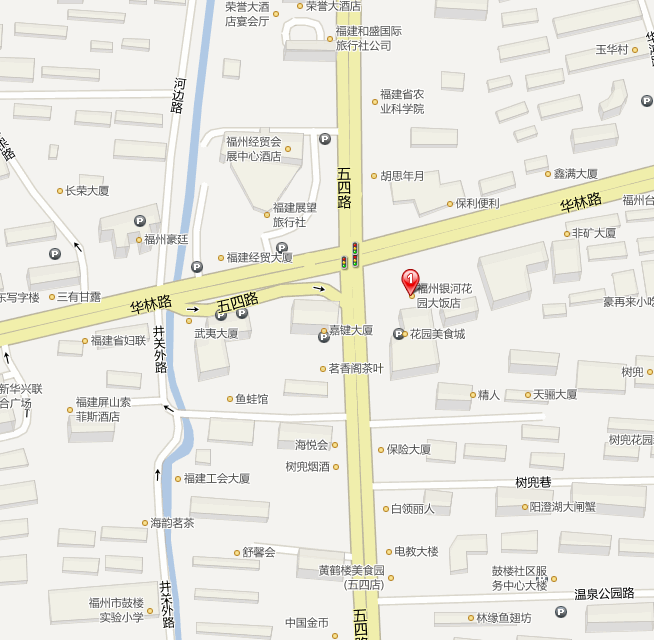 荣誉大酒
店宴会厅
荣誉大酒店
福建和盛国际
旅行社公司
玉华村
河边路
福建省农
业科学院
P
福州经贸会
展中心酒店
P
五四路
胡思年月
鑫满大厦
长荣大厦
保利便利
华林路
福州台
福建展望
旅行社
P
福州豪廷
非矿大厦
P
P
福建经贸大厦
P
1
福州银河花
园大饭店
东写字楼
三有甘露
华林路
五四路
豪再来小吃
P
P
武夷大厦
嘉键大厦
P
P
花园美食城
井关外路
福建省妇联
茗香阁茶叶
树兜
新华兴联
合广场
鱼蛙馆
精人
天骊大厦
福建屏山索
菲斯酒店
海悦会
保险大厦
树兜花园
树兜烟酒
福建工会大厦
树兜巷
白领丽人
阳澄湖大闸蟹
海韵茗茶
舒馨会
电教大楼
黄鹤楼美食园
(五四店)
鼓楼社区服
务中心大楼
井关外路
福州市鼓楼
实验小学
温泉公园路
P
中国金币
五四
林缘鱼翅坊